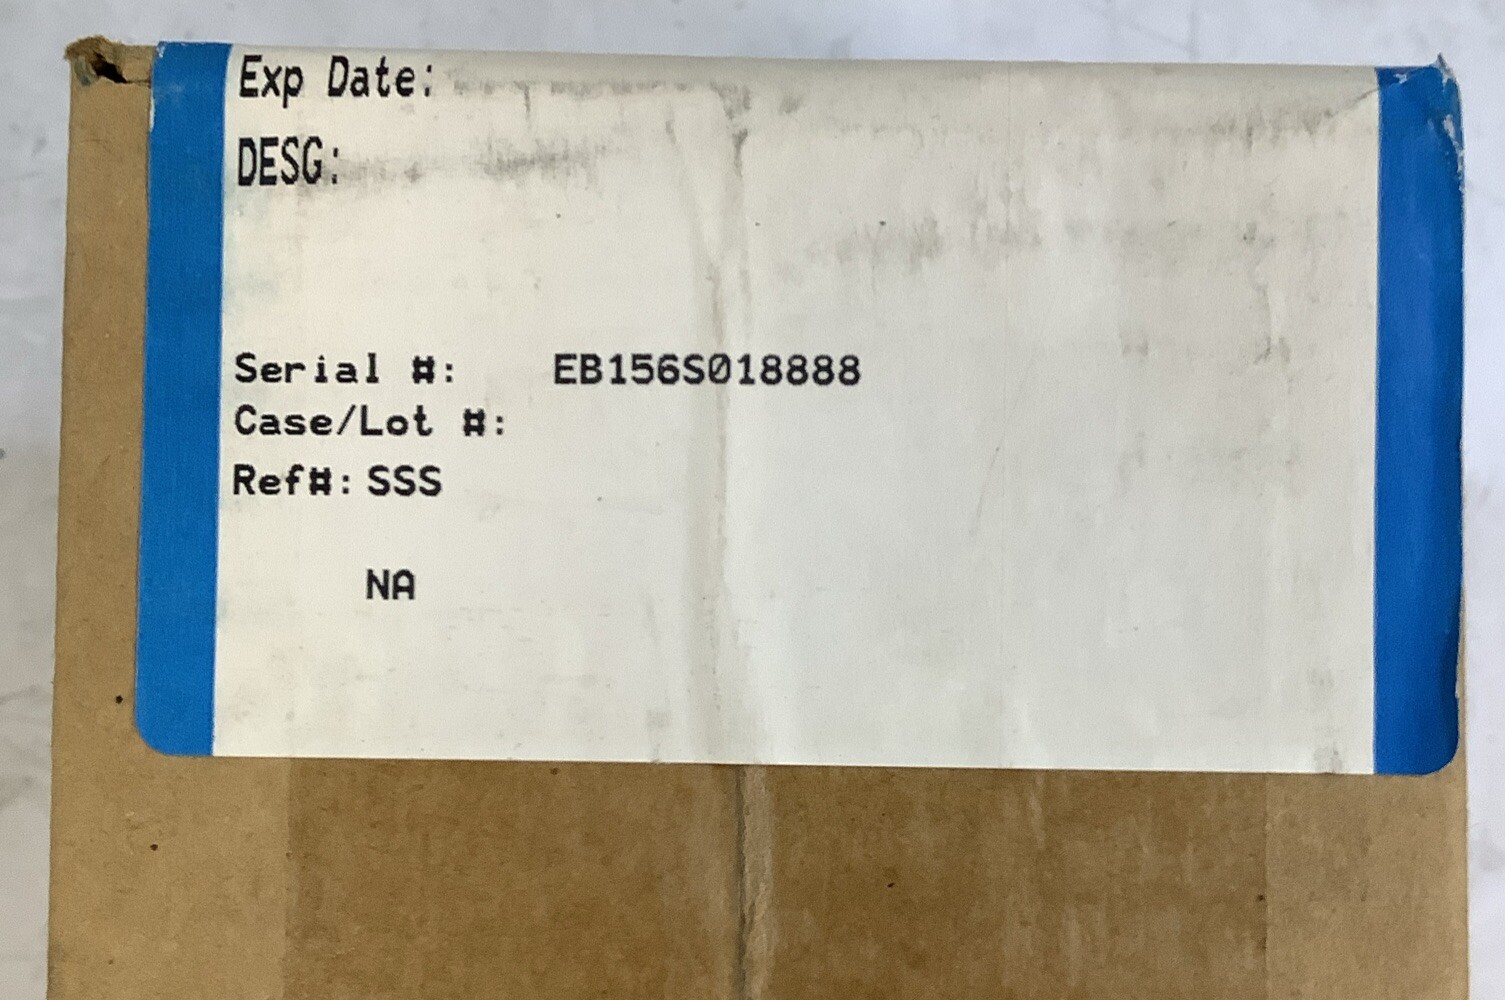 Exp Date:
DESG:
Serial #: EB156S018888
Case/Lot #:
Ref#: SSS
NA